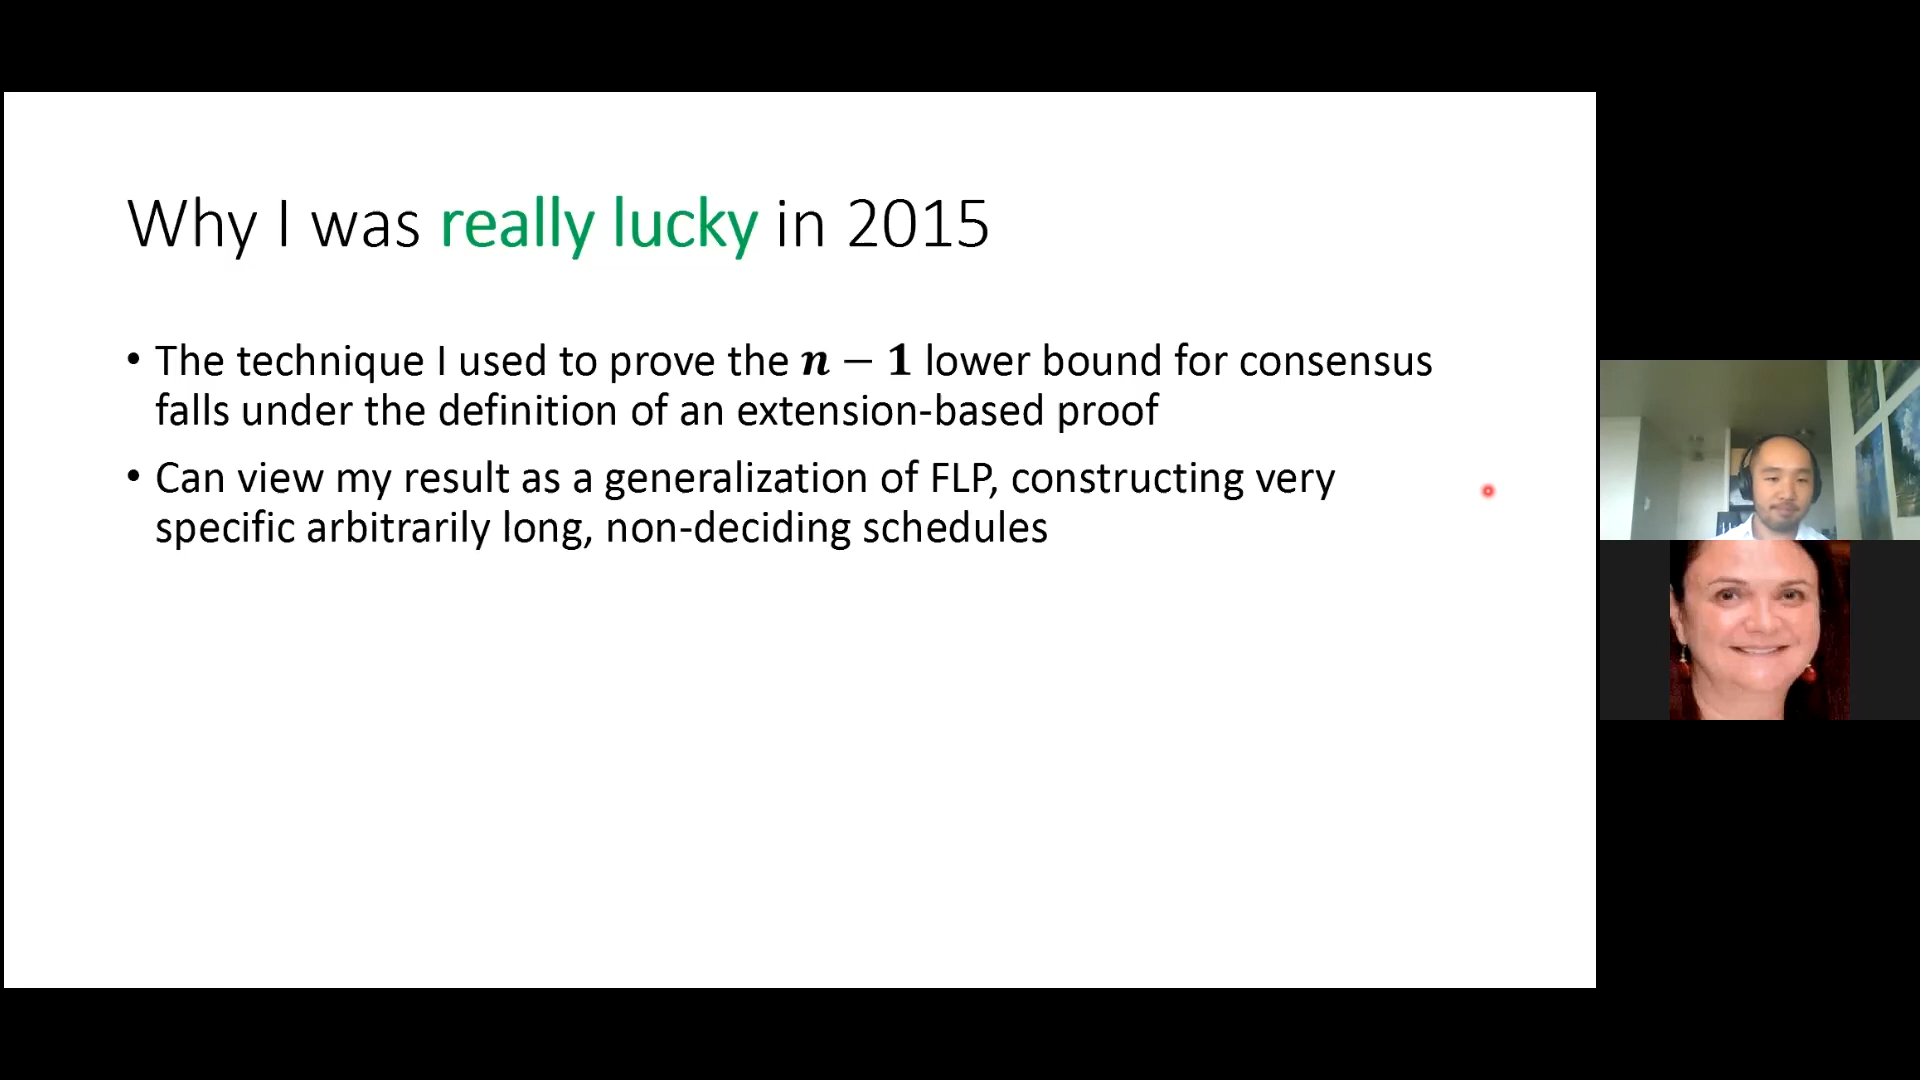 Why I was really lucky in 2015
• The technique I used to prove the n − 1 lower bound for consensus
falls under the definition of an extension-based proof
• Can view my result as a generalization of FLP, constructing very
specific arbitrarily long, non-deciding schedules